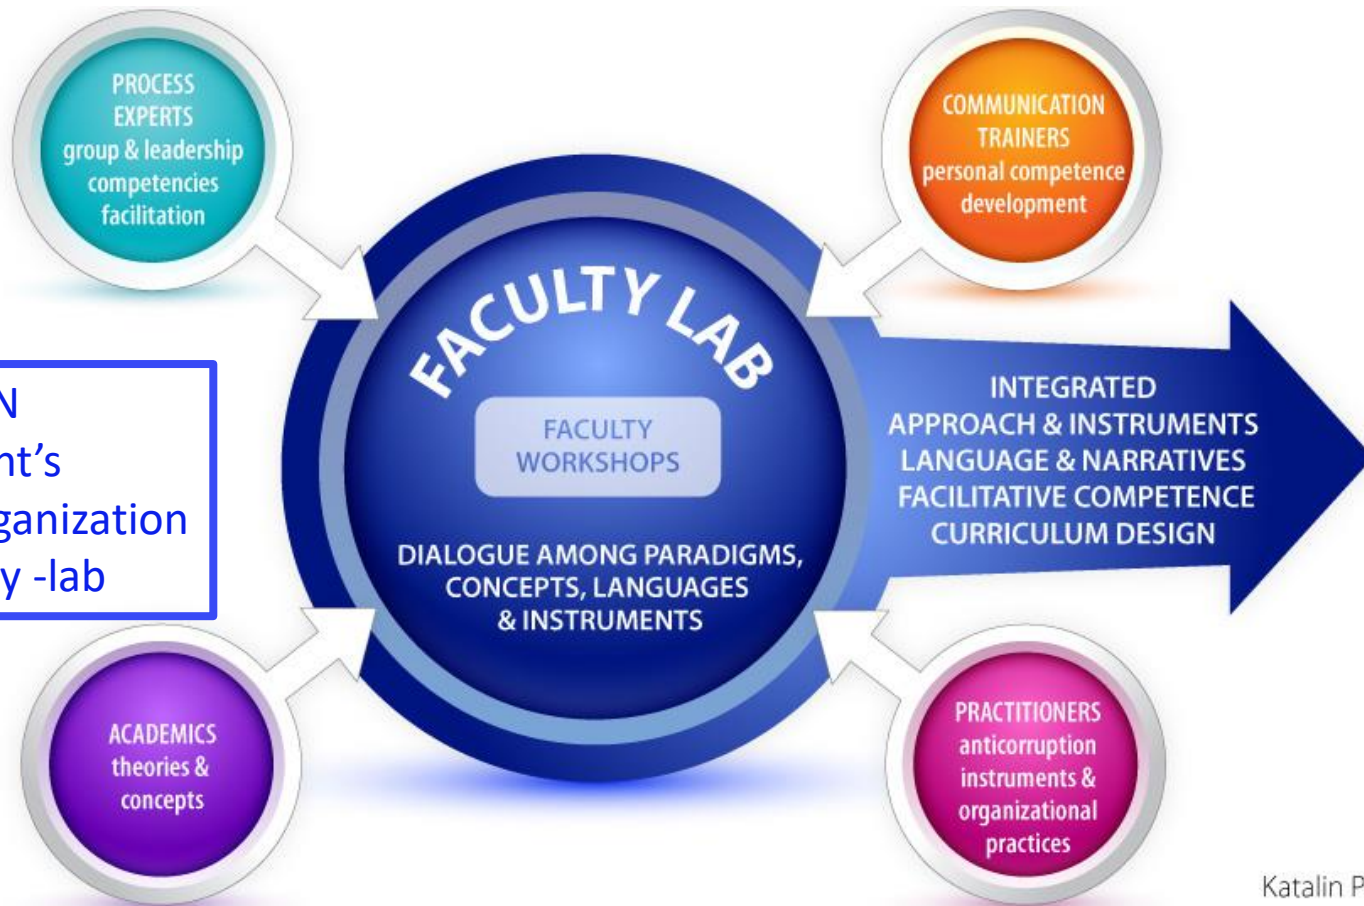 PROCESS
EXPERTS
group & leadership
competencies
facilitation
COMMUNICATION
TRAINERS
personal competence
development
FACULTY LAB
FACULTY
WORKSHOPS
DIALOGUE AMONG PARADIGMS,
CONCEPTS, LANGUAGES
& INSTRUMENTS
INTEGRATED
APPROACH & INSTRUMENTS
LANGUAGE & NARRATIVES
FACILITATIVE COMPETENCE
CURRICULUM DESIGN
-lab
ACADEMICS
theories &
concepts
PRACTITIONERS
anticorruption
instruments &
organizational
practices
Katalin P